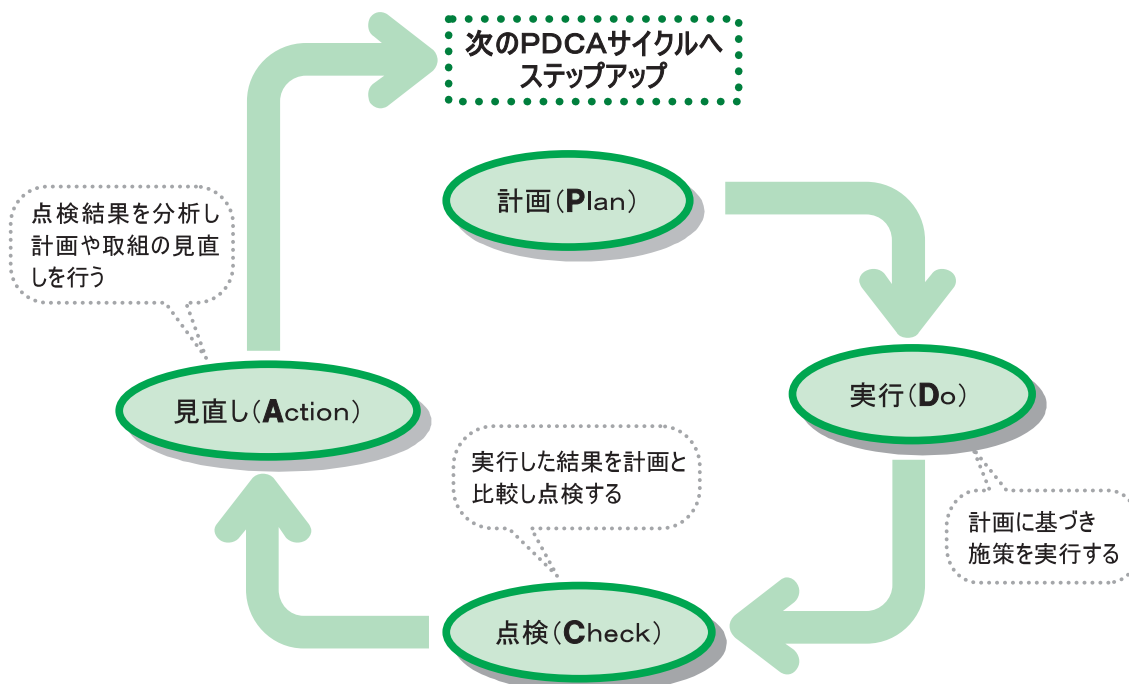 次のPDCAサイクルへ
ステップアップ
計画(Plan)
点検結果を分析し
計画や取組の見直
しを行う
実行(Do)
見直し(Action)
実行した結果を計画と
比較し点検する
計画に基づき
施策を実行する
点検(Check)